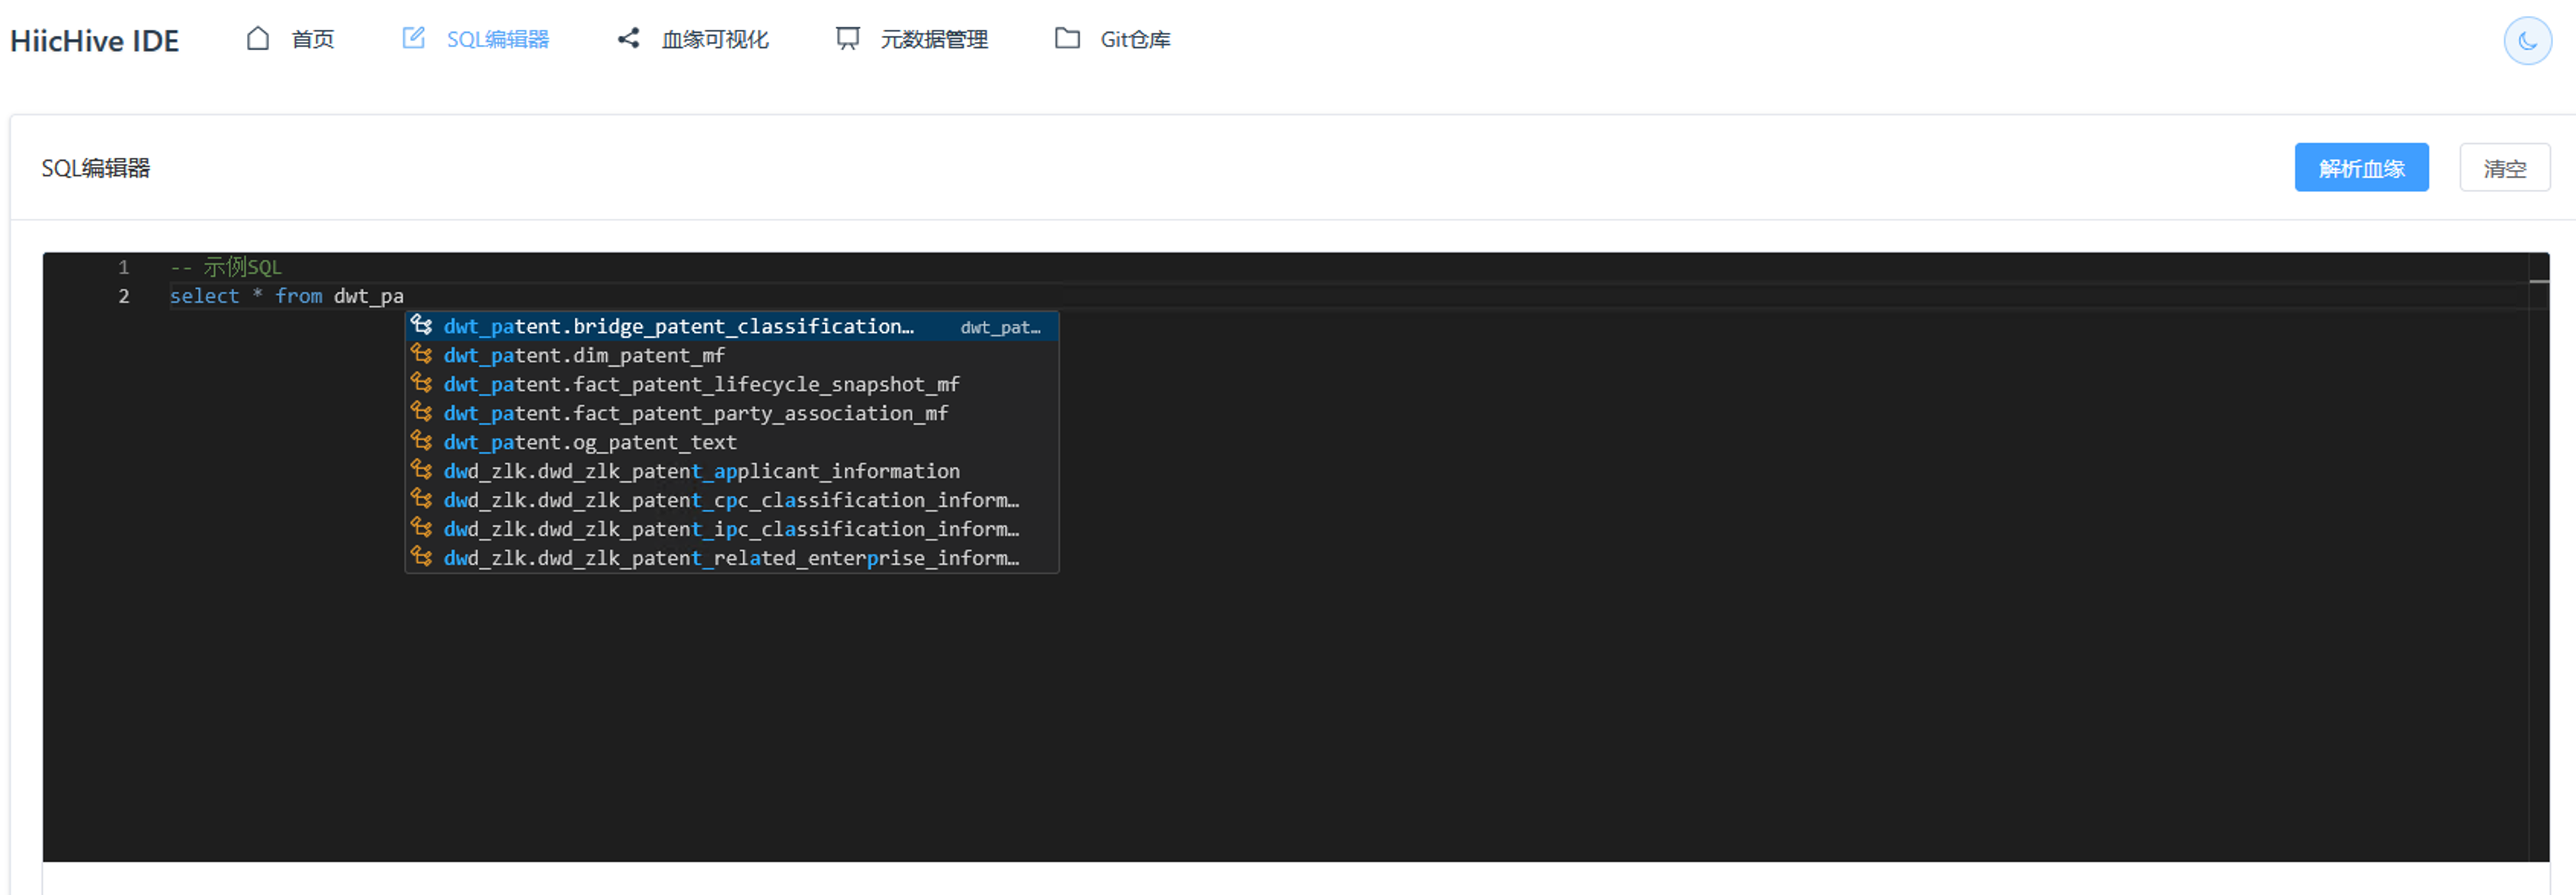 HiicHive IDE 首页 SQL编辑器 血缘可视化 元数据管理 Git仓库
SQL编辑器 解析血缘 清空
1 -- 示例SQL
2 select * from dwt_pa
dwt_patent.bridge_patent_classification… dwt_pat…
dwt_patent.dim_patent_mf
dwt_patent.fact_patent_lifecycle_snapshot_mf
dwt_patent.fact_patent_party_association_mf
dwt_patent.og_patent_text
dwd_zlk.dwd_zlk_patent_applicant_information
dwd_zlk.dwd_zlk_patent_cpc_classification_inform…
dwd_zlk.dwd_zlk_patent_ipc_classification_inform…
dwd_zlk.dwd_zlk_patent_related_enterprise_inform…